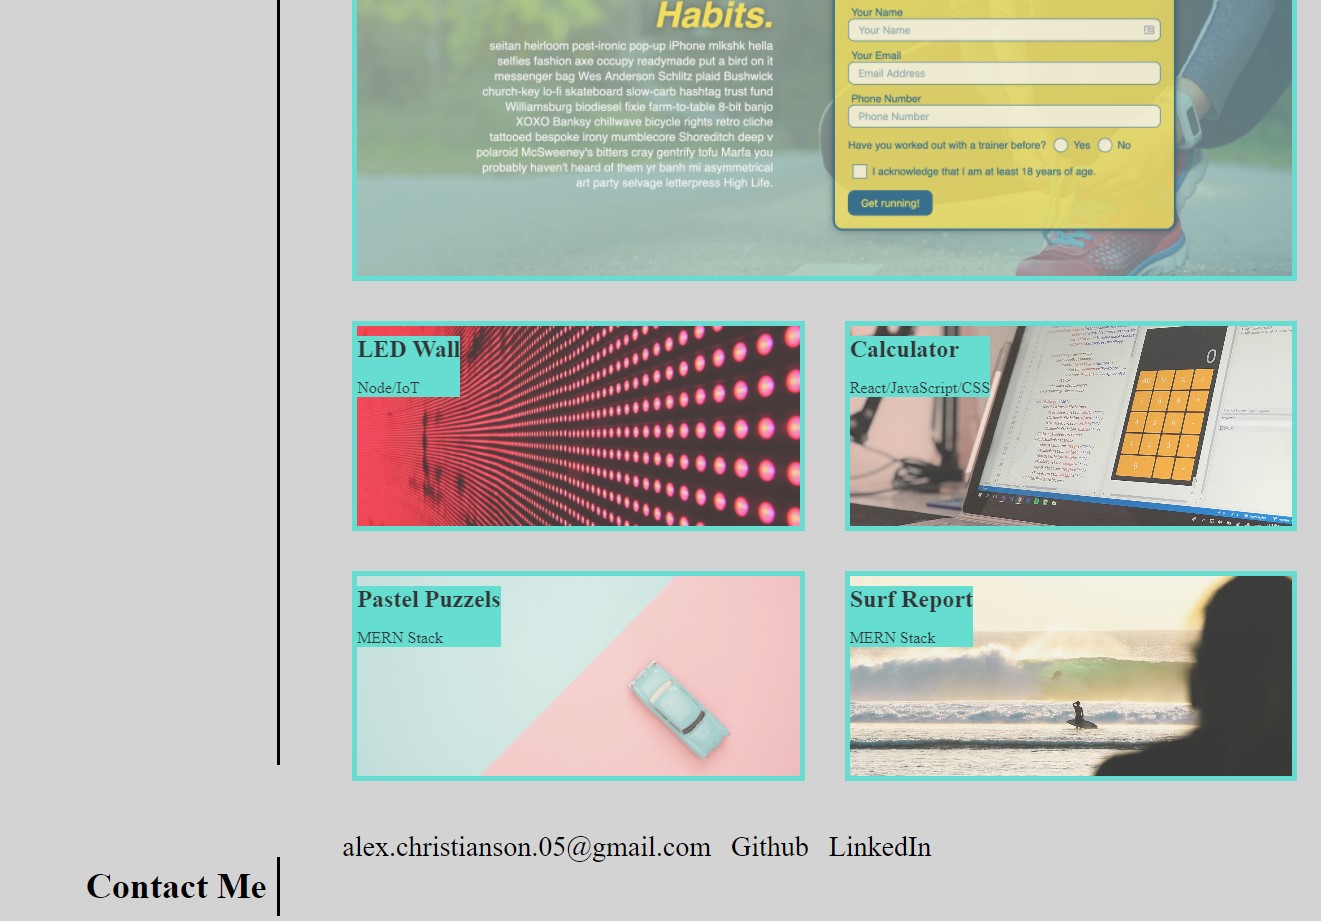 Habits.
seitan heirloom post-ironic pop-up iPhone mlkshk hella
selfies fashion axe occupy readymade put a bird on it
messenger bag Wes Anderson Schlitz plaid Bushwick
church-key lo-fi skateboard slow-carb hashtag trust fund
Williamsburg biodiesel fixie farm-to-table 8-bit banjo
XOXO Banksy chillwave bicycle rights retro cliche
tattooed bespoke irony mumblecore Shoreditch deep v
polaroid McSweeney's bitters cray gentrify tofu Marfa you
probably haven't heard of them yr banh mi asymmetrical
art party selvage letterpress High Life.
Your Name
Your Name
Your Email
Email Address
Phone Number
Phone Number
Have you worked out with a trainer before? Yes No
I acknowledge that I am at least 18 years of age.
Get running!
LED Wall
Node/IoT
Calculator
React/JavaScript/CSS
0
Pastel Puzzels
MERN Stack
Surf Report
MERN Stack
alex.christianson.05@gmail.com Github LinkedIn
Contact Me